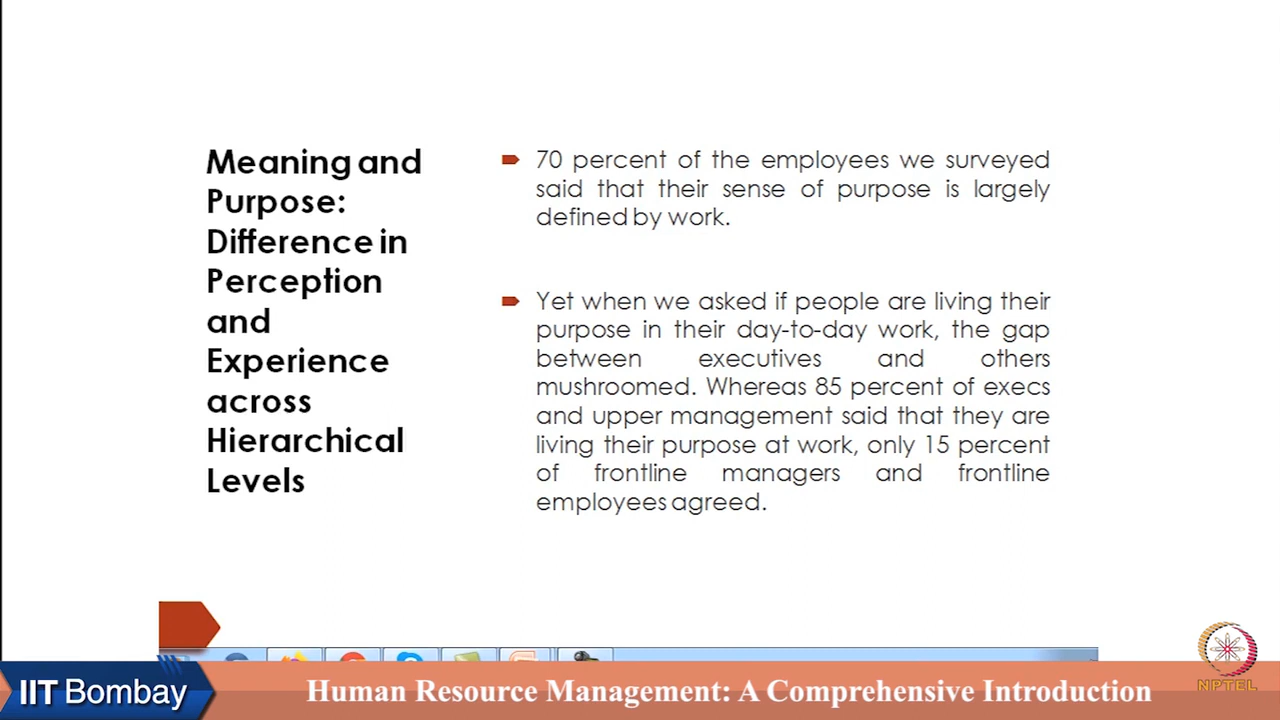 Meaning and
Purpose:
Difference in
Perception
and
Experience
across
Hierarchical
Levels
70 percent of the employees we surveyed
said that their sense of purpose is largely
defined by work.
Yet when we asked if people are living their
purpose in their day-to-day work, the gap
between executives and others
mushroomed. Whereas 85 percent of execs
and upper management said that they are
living their purpose at work, only 15 percent
of frontline managers and frontline
employees agreed.
IIT Bombay
Human Resource Management: A Comprehensive Introduction
NPTEL